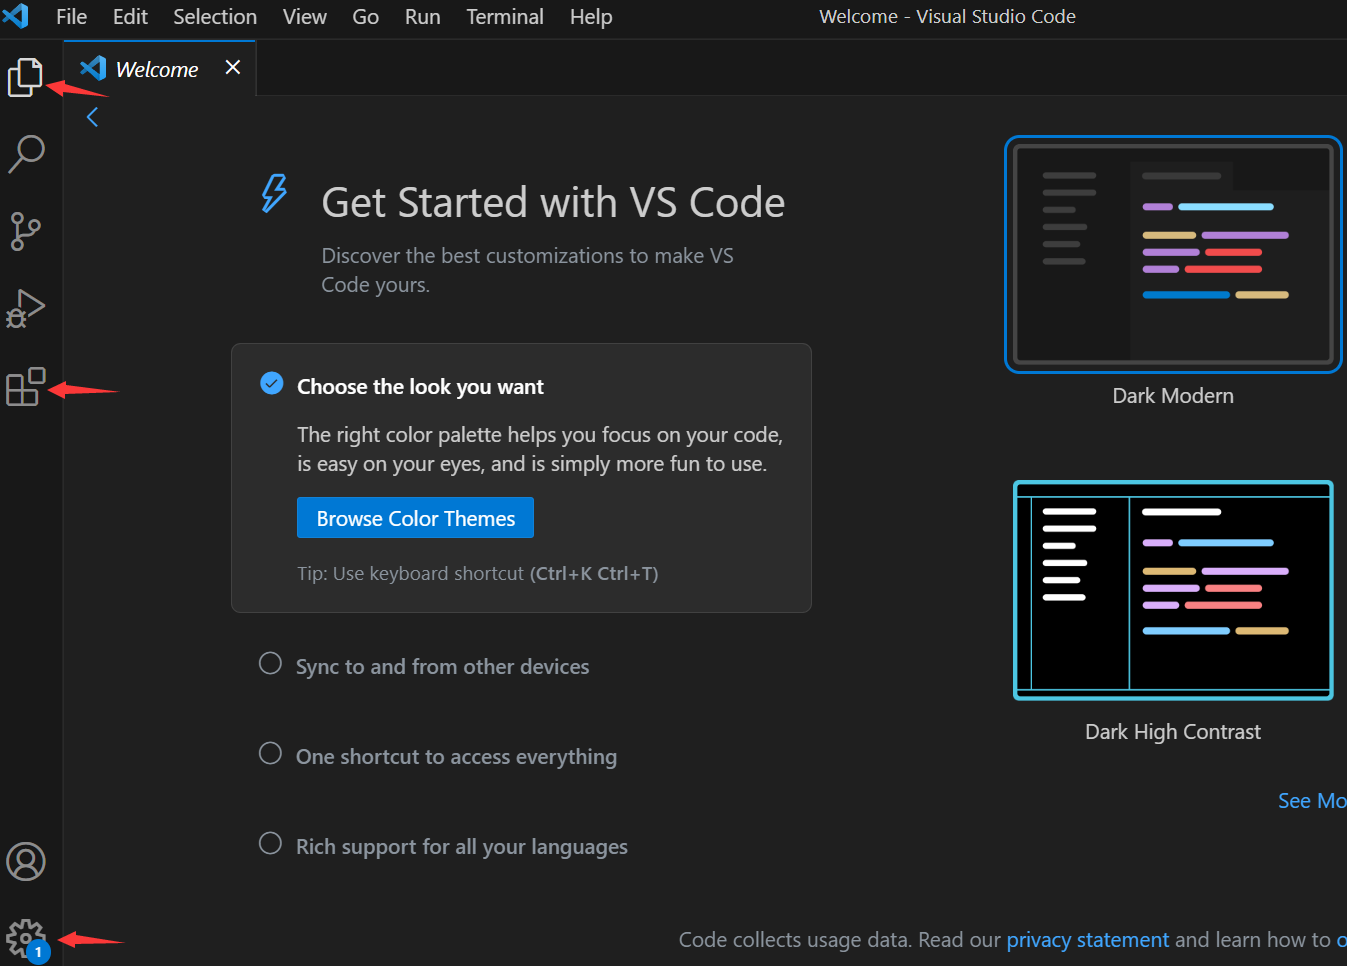 File Edit Selection View Go Run Terminal Help
Welcome - Visual Studio Code
Welcome
Get Started with VS Code
Discover the best customizations to make VS
Code yours.
Choose the look you want
The right color palette helps you focus on your code,
is easy on your eyes, and is simply more fun to use.
Browse Color Themes
Tip: Use keyboard shortcut (Ctrl+K Ctrl+T)
Sync to and from other devices
One shortcut to access everything
Rich support for all your languages
Dark Modern
Dark High Contrast
See Mo
1
Code collects usage data. Read our privacy statement and learn how to o